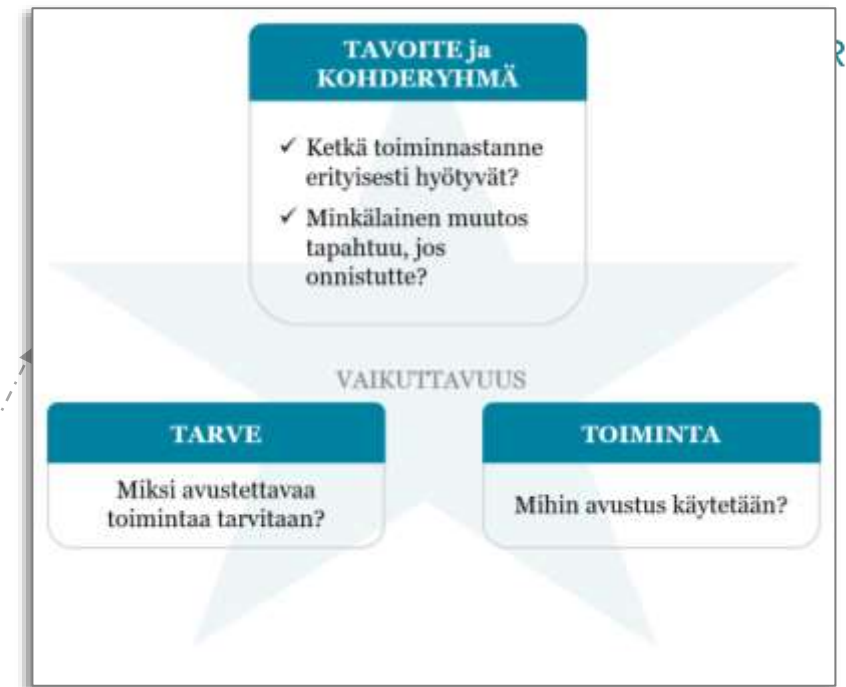 TAVOITE ja
KOHDERYHMÄ
✓ Ketkä toiminnastanne
erityisesti hyötyvät?
✓ Minkälainen muutos
tapahtuu, jos
onnistutte?
VAIKUTTAVUUS
TARVE
Miksi avustettavaa
toimintaa tarvitaan?
TOIMINTA
Mihin avustus käytetään?